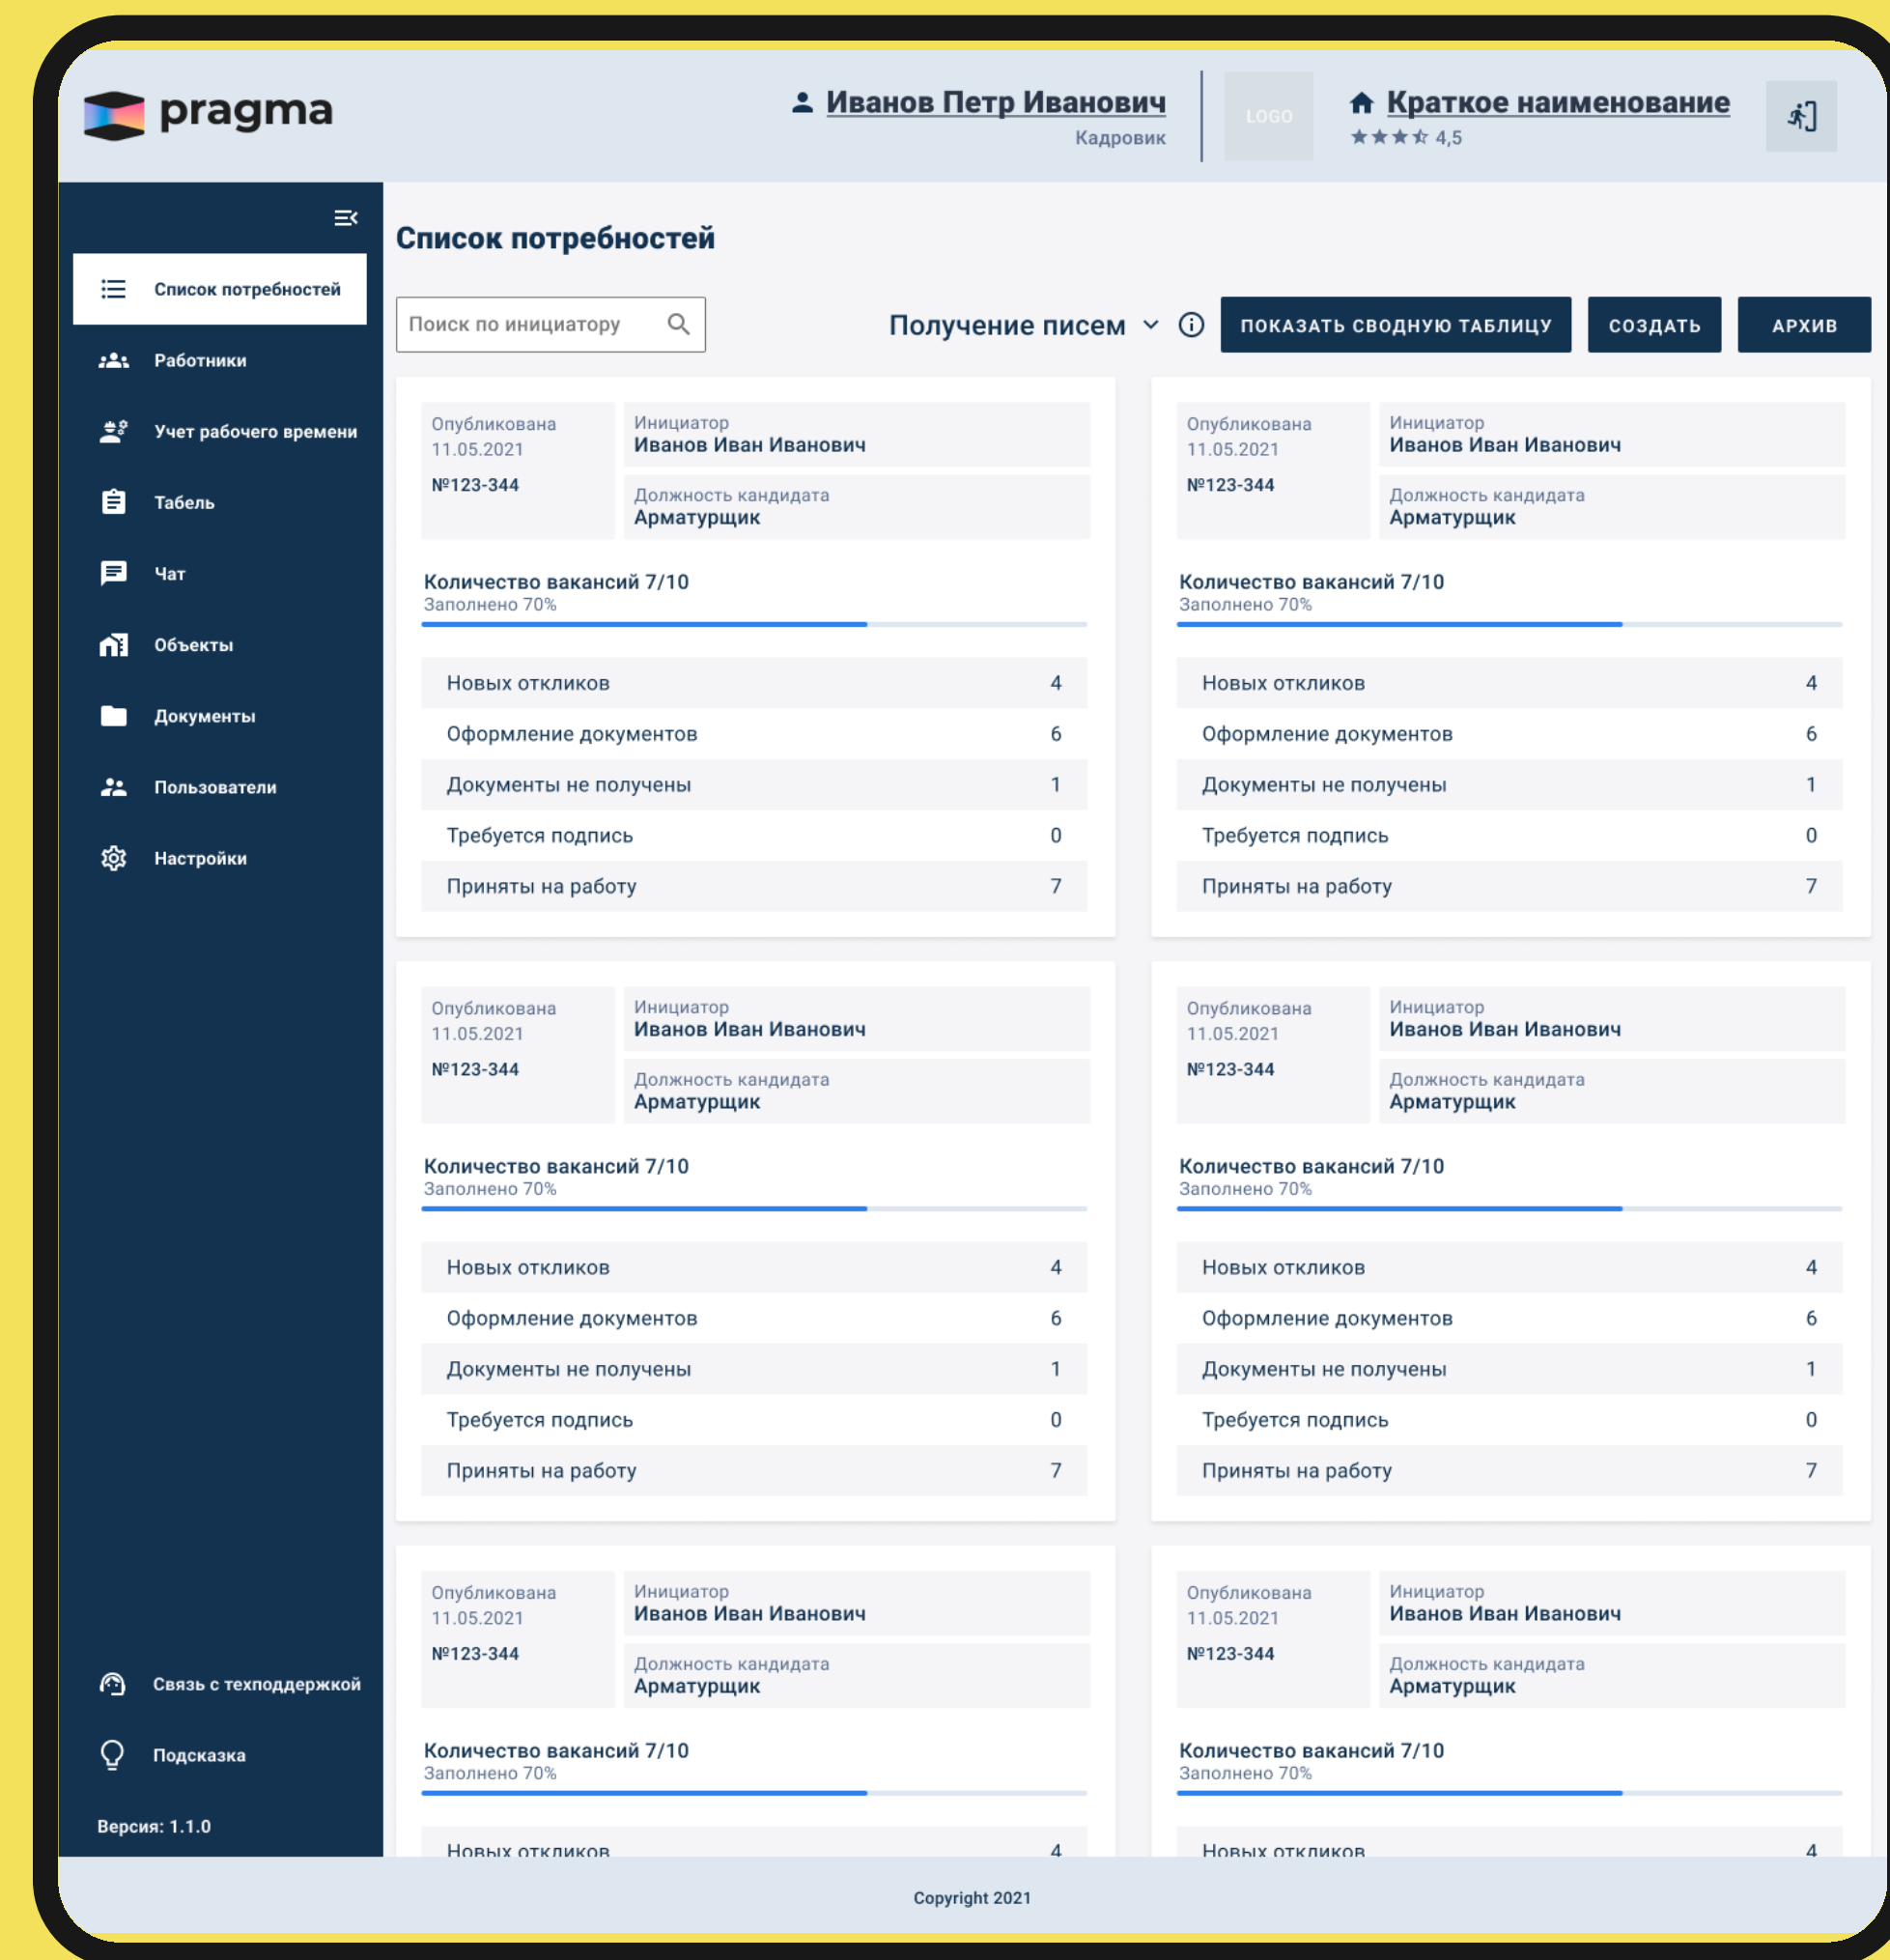 pragma
Иванов Петр Иванович
Кадровик
LOGO
Краткое наименование
4,5
Список потребностей
Работники
Учет рабочего времени
Табель
Чат
Объекты
Документы
Пользователи
Настройки
Связь с техподдержкой
Подсказка
Версия: 1.1.0
Список потребностей
Поиск по инициатору
Получение писем
ПОКАЗАТЬ СВОДНУЮ ТАБЛИЦУ
СОЗДАТЬ
АРХИВ
Опубликована
11.05.2021
№123-344
Инициатор
Иванов Иван Иванович
Должность кандидата
Арматурщик
Количество вакансий 7/10
Заполнено 70%
Новых откликов 4
Оформление документов 6
Документы не получены 1
Требуется подпись 0
Приняты на работу 7
Опубликована
11.05.2021
№123-344
Инициатор
Иванов Иван Иванович
Должность кандидата
Арматурщик
Количество вакансий 7/10
Заполнено 70%
Новых откликов 4
Оформление документов 6
Документы не получены 1
Требуется подпись 0
Приняты на работу 7
Опубликована
11.05.2021
№123-344
Инициатор
Иванов Иван Иванович
Должность кандидата
Арматурщик
Количество вакансий 7/10
Заполнено 70%
Новых откликов 4
Оформление документов 6
Документы не получены 1
Требуется подпись 0
Приняты на работу 7
Опубликована
11.05.2021
№123-344
Инициатор
Иванов Иван Иванович
Должность кандидата
Арматурщик
Количество вакансий 7/10
Заполнено 70%
Новых откликов 4
Оформление документов 6
Документы не получены 1
Требуется подпись 0
Приняты на работу 7
Опубликована
11.05.2021
№123-344
Инициатор
Иванов Иван Иванович
Должность кандидата
Арматурщик
Количество вакансий 7/10
Заполнено 70%
Новых откликов 4
Опубликована
11.05.2021
№123-344
Инициатор
Иванов Иван Иванович
Должность кандидата
Арматурщик
Количество вакансий 7/10
Заполнено 70%
Новых откликов 4
Copyright 2021